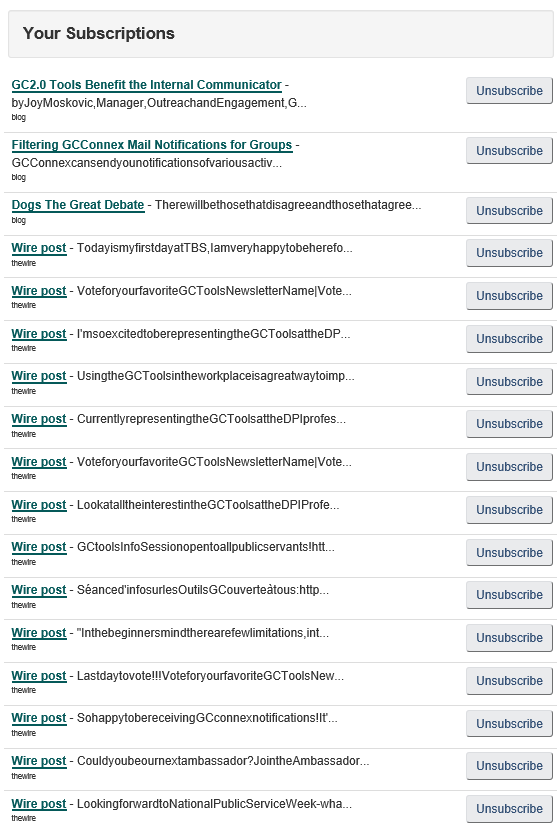 Your Subscriptions
GC2.0 Tools Benefit the Internal Communicator -
Unsubscribe
byJoyMoskovic,Manager,OutreachandEngagement,G...
blog
Filtering GCConnex Mail Notifications for Groups -
Unsubscribe
GCConnexcansendyounotificationsofvariousactiv...
blog
Dogs The Great Debate - Therewillbethosethatdisagreeandthosethatagree...
Unsubscribe
blog
Wire post - TodayismyfirstdayatTBS,Iamveryhappytobeherefo...
Unsubscribe
thewire
Wire post - VoteforyourfavoriteGCToolsNewsletterName|Vote...
Unsubscribe
thewire
Wire post - I'msoexcitedtoberepresentingtheGCToolsattheDP...
Unsubscribe
thewire
Wire post - UsingtheGCToolsintheworkplaceisagreatwaytoimp...
Unsubscribe
thewire
Wire post - CurrentlyrepresentingtheGCToolsattheDPIprofes...
Unsubscribe
thewire
Wire post - VoteforyourfavoriteGCToolsNewsletterName|Vote...
Unsubscribe
thewire
Wire post - LookatalltheinterestintheGCToolsattheDPIProfe...
Unsubscribe
thewire
Wire post - GCtoolsInfoSessionopentoallpublicservants!htt...
Unsubscribe
thewire
Wire post - Séanced'infosurlesOutilsGCouverteàtous:http...
Unsubscribe
thewire
Wire post - "Inthebeginnersmindtherearefewlimitations,int...
Unsubscribe
thewire
Wire post - Lastdaytovote!!!VoteforyourfavoriteGCToolsNew...
Unsubscribe
thewire
Wire post - SohappytobereceivingGCconnexnotifications!It'...
Unsubscribe
thewire
Wire post - Couldyoubeournextambassador?JointheAmbassador...
Unsubscribe
thewire
Wire post - LookingforwardtoNationalPublicServiceWeek-wha...
Unsubscribe
thewire